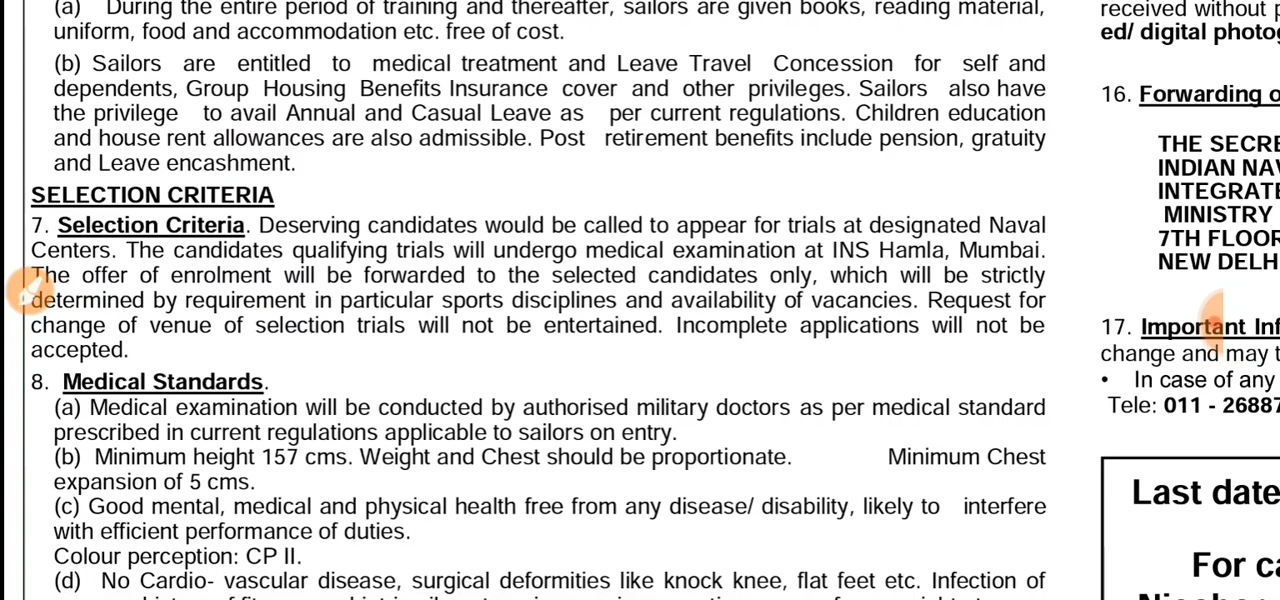 (a) During the entire period of training and thereafter, sailors are given books, reading material,
uniform, food and accommodation etc. free of cost.
(b) Sailors are entitled to medical treatment and Leave Travel Concession for self and
dependents, Group Housing Benefits Insurance cover and other privileges. Sailors also have
the privilege to avail Annual and Casual Leave as per current regulations. Children education
and house rent allowances are also admissible. Post retirement benefits include pension, gratuity
and Leave encashment.
SELECTION CRITERIA
7. Selection Criteria. Deserving candidates would be called to appear for trials at designated Naval
Centers. The candidates qualifying trials will undergo medical examination at INS Hamla, Mumbai.
The offer of enrolment will be forwarded to the selected candidates only, which will be strictly
determined by requirement in particular sports disciplines and availability of vacancies. Request for
change of venue of selection trials will not be entertained. Incomplete applications will not be
accepted.
8. Medical Standards.
(a) Medical examination will be conducted by authorised military doctors as per medical standard
prescribed in current regulations applicable to sailors on entry.
(b) Minimum height 157 cms. Weight and Chest should be proportionate. Minimum Chest
expansion of 5 cms.
(c) Good mental, medical and physical health free from any disease/ disability, likely to interfere
with efficient performance of duties.
Colour perception: CP II.
(d) No Cardio- vascular disease, surgical deformities like knock knee, flat feet etc. Infection of
received without
ed/ digital
16. Forwarding
THE
INDIAN
MINISTRY
7TH
NEW
17. Important
change and may
• In case of any
Tele: 011 - 26887
Last date
For